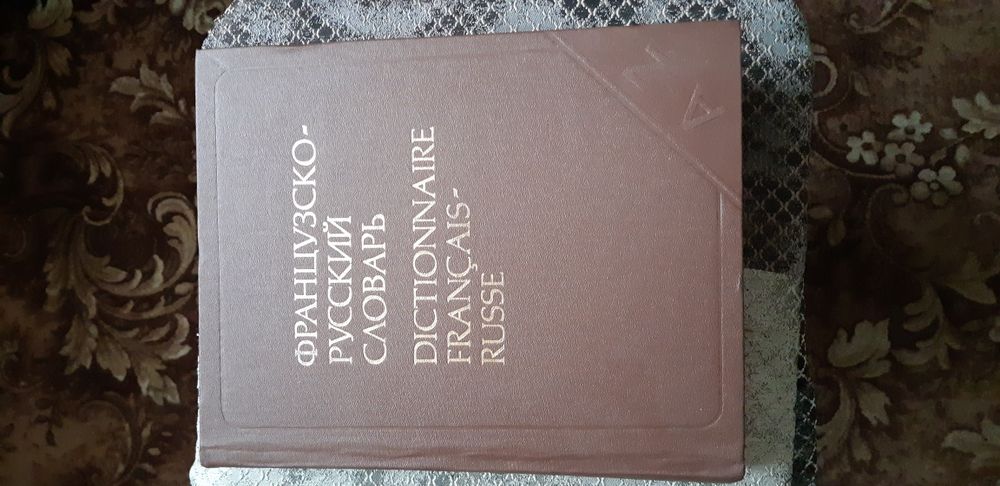 ФРАНЦУЗСКО-
РУССКИЙ
СЛОВАРЬ
DICTIONNAIRE
FRANÇAIS-
RUSSE